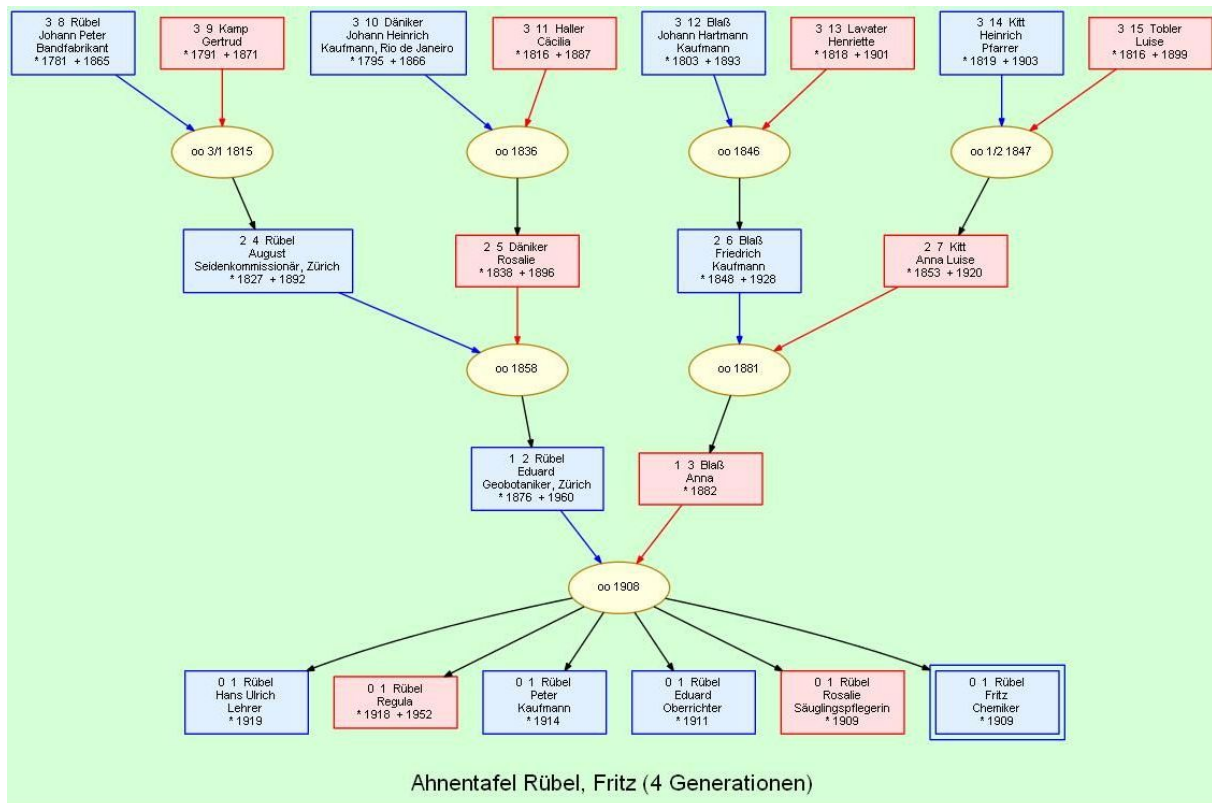 3 8 Rübel
Johann Peter
Bandfabrikant
* 1781 + 1865
3 9 Kamp
Gertrud
* 1791 + 1871
3 10 Däniker
Johann Heinrich
Kaufmann, Rio de Janeiro
* 1795 + 1866
3 11 Haller
Cäcilia
* 1816 + 1887
3 12 Blaß
Johann Hartmann
Kaufmann
* 1803 + 1893
3 13 Lavater
Henriette
* 1818 + 1901
3 14 Kitt
Heinrich
Pfarrer
* 1819 + 1903
3 15 Tobler
Luise
* 1816 + 1899
oo 3/1 1815
oo 1836
oo 1846
oo 1/2 1847
2 4 Rübel
August
Seidenkommissionär, Zürich
* 1827 + 1892
2 5 Däniker
Rosalie
* 1838 + 1896
2 6 Blaß
Friedrich
Kaufmann
* 1848 + 1928
2 7 Kitt
Anna Luise
* 1853 + 1920
oo 1858
oo 1881
1 2 Rübel
Eduard
Geobotaniker, Zürich
* 1876 + 1960
1 3 Blaß
Anna
* 1882
oo 1908
0 1 Rübel
Hans Ulrich
Lehrer
* 1919
0 1 Rübel
Regula
* 1918 + 1952
0 1 Rübel
Peter
Kaufmann
* 1914
0 1 Rübel
Eduard
Oberrichter
* 1911
0 1 Rübel
Rosalie
Säuglingspflegerin
* 1909
0 1 Rübel
Fritz
Chemiker
* 1909
Ahnentafel Rübel, Fritz (4 Generationen)